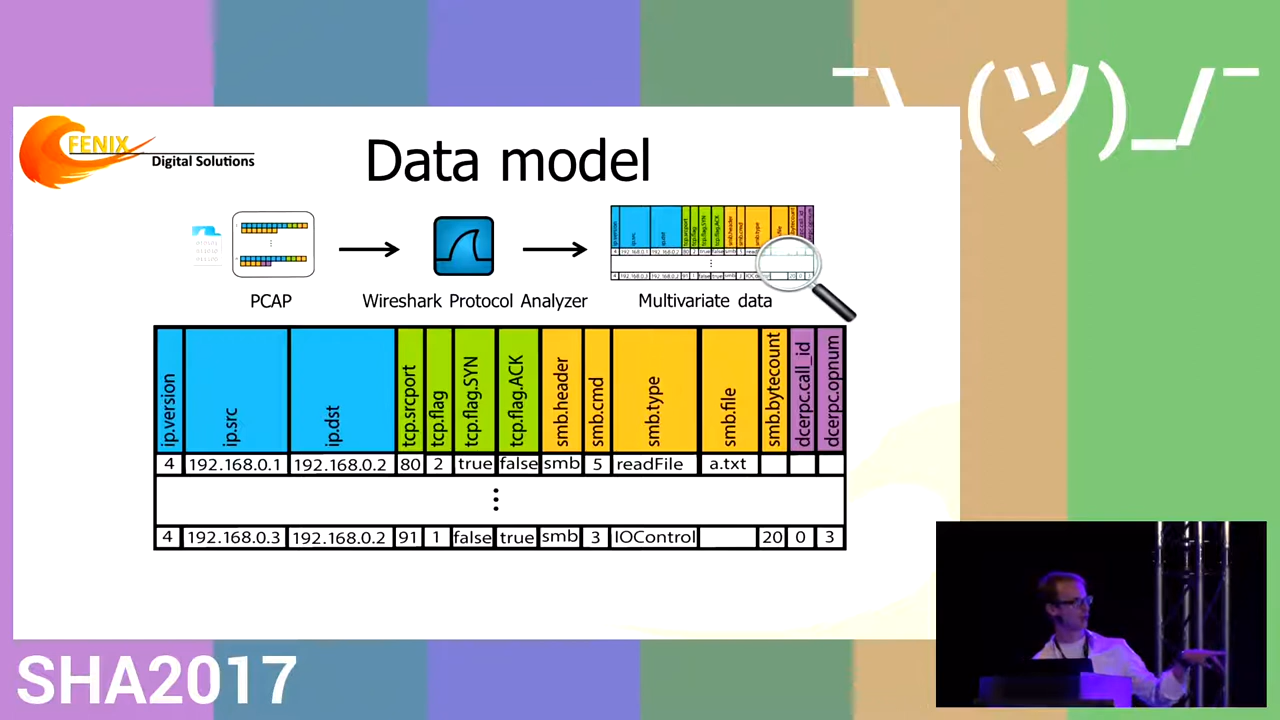 ¯\_(ツ)_/¯
FENIX
Digital Solutions
Data model
PCAP
Wireshark Protocol Analyzer
Multivariate data
ip.version ip.src ip.dst tcp.srcport tcp.flag tcp.flag.SYN tcp.flag.ACK smb.header smb.cmd smb.type smb.file smb.bytecount dcerpc.call_id dcerpc.opnum
4 192.168.0.1 192.168.0.2 80 2 true false smb 5 readFile a.txt
⋮
4 192.168.0.3 192.168.0.2 91 1 false true smb 3 IOControl 20 0 3
SHA2017